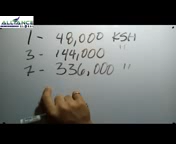 ALLIANCE
1 - 48,000 KSH
3 - 144,000 "
7 - 336,000 "